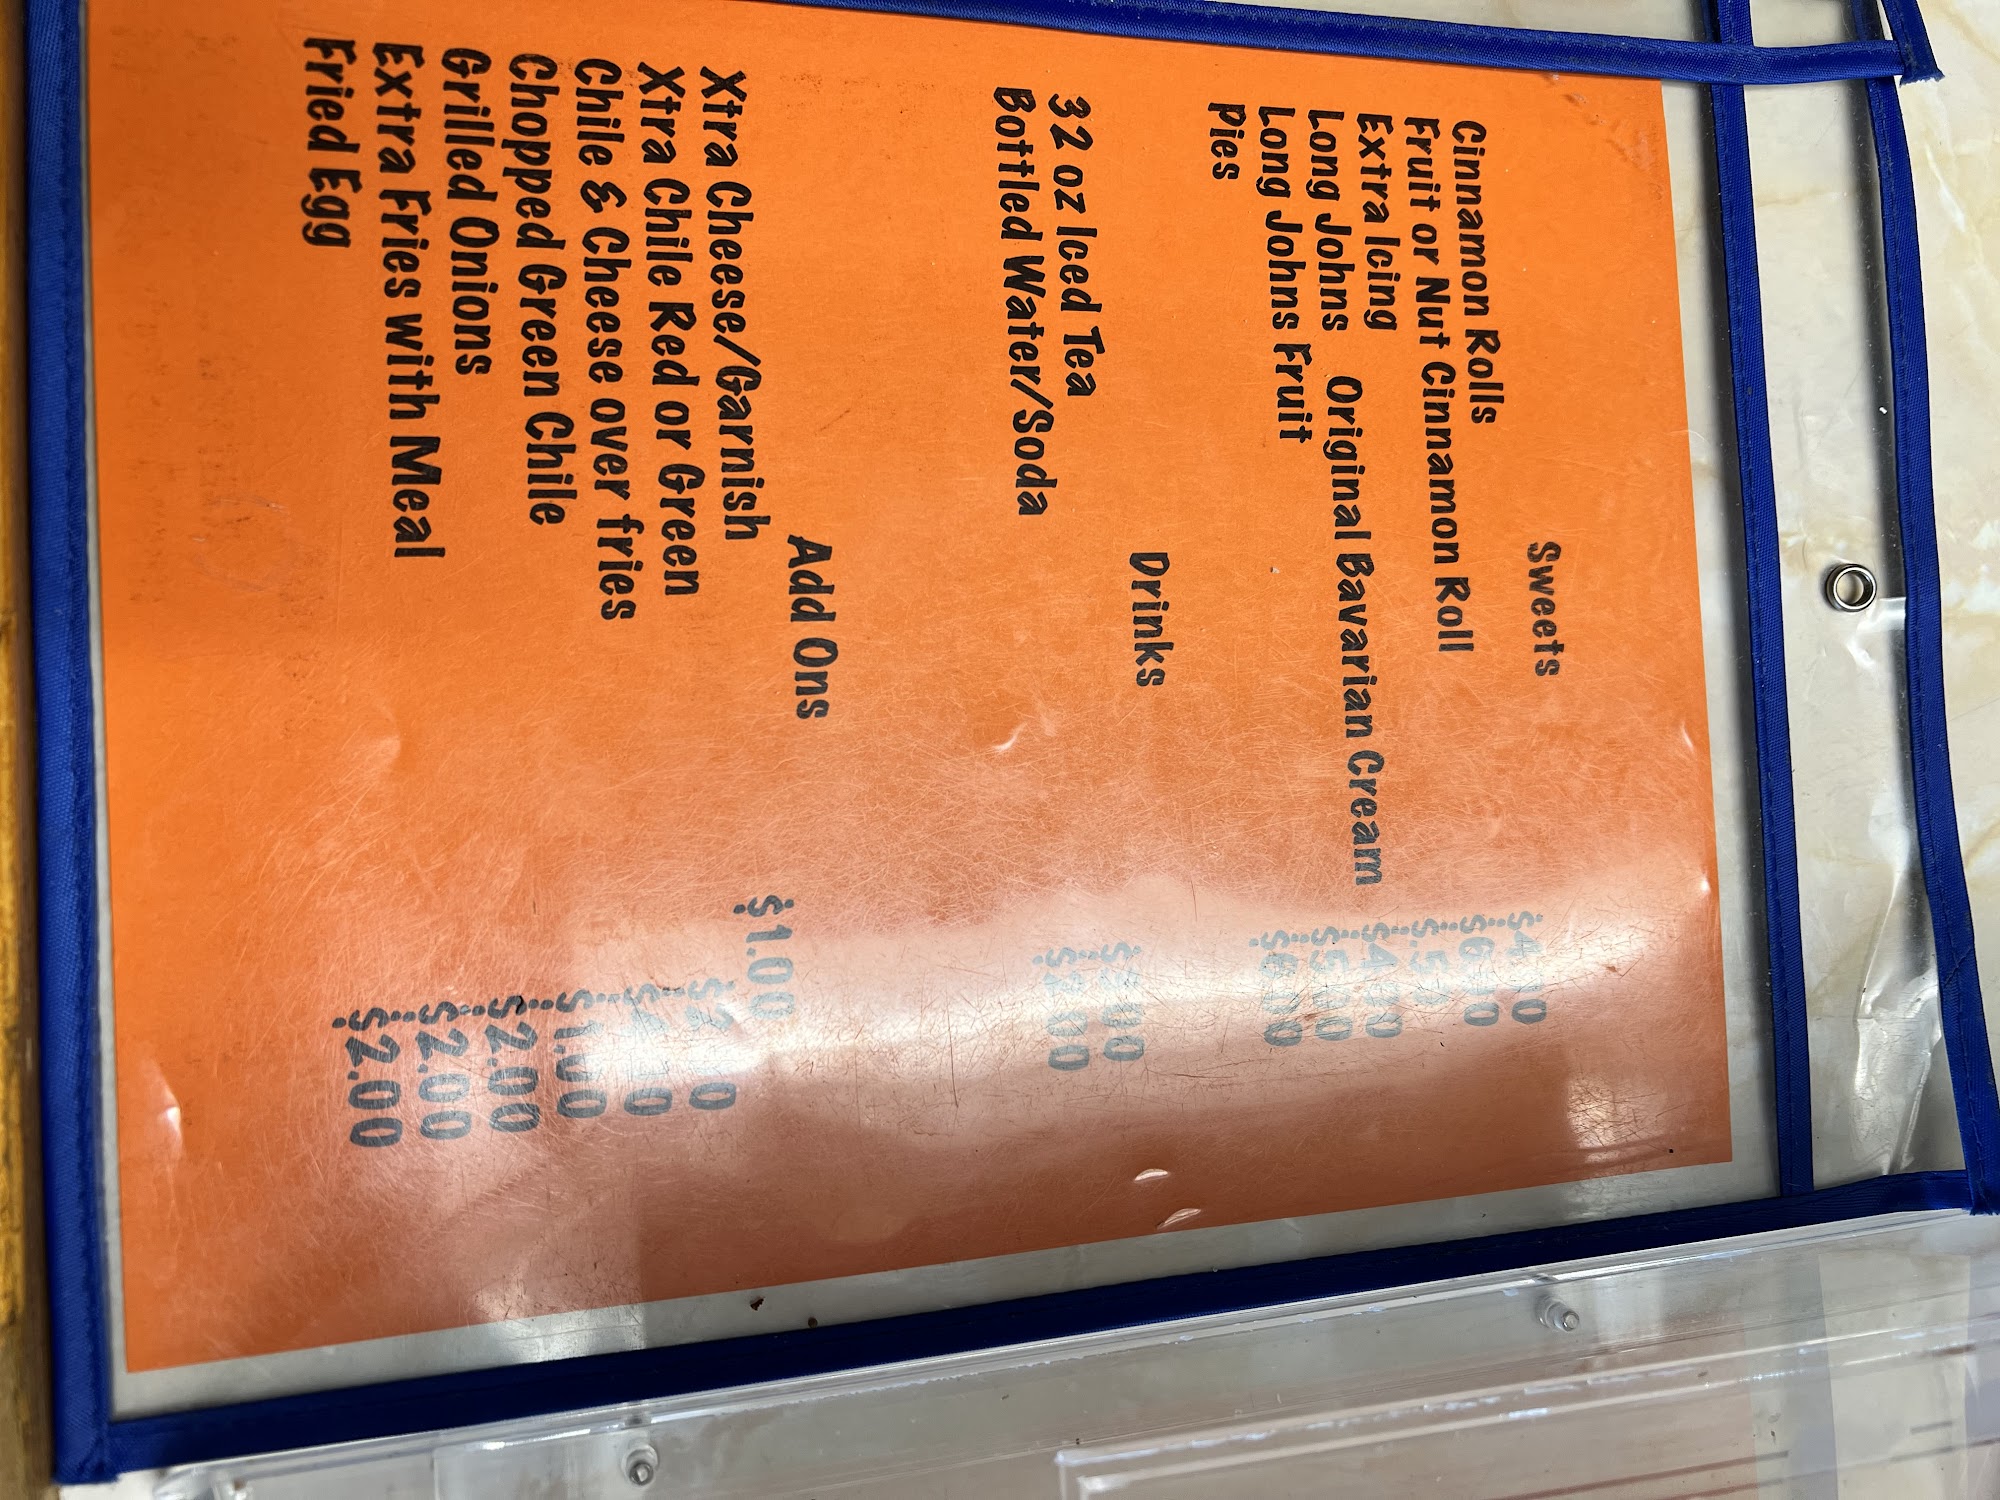 Sweets
Cinnamon Rolls
Fruit or Nut Cinnamon Roll
Extra Icing
Long Johns Original Bavarian Cream
Long Johns Fruit
Pies
Drinks
32 oz Iced Tea
Bottled Water/Soda
Add Ons
Xtra Cheese/Garnish $1.00
Xtra Chile Red or Green
Chile & Cheese over fries
Chopped Green Chile $1.00
Grilled Onions $2.00
Extra Fries with Meal $2.00
Fried Egg $2.00